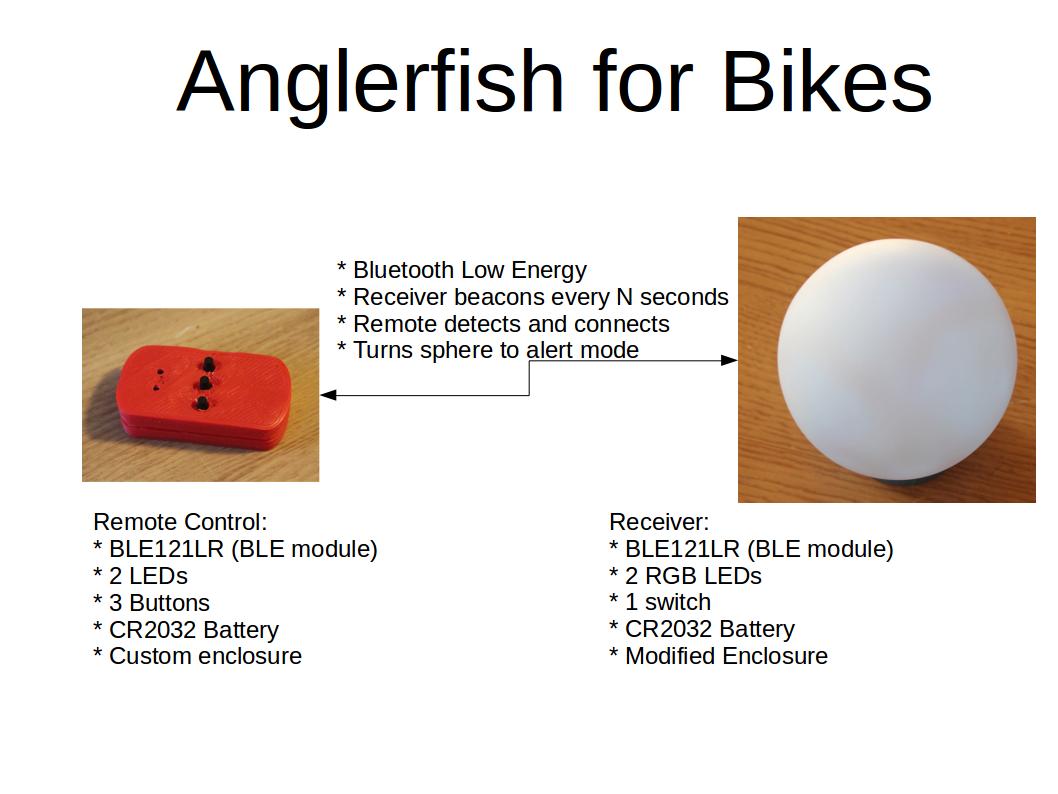 Anglerfish for Bikes
* Bluetooth Low Energy
* Receiver beacons every N seconds
* Remote detects and connects
* Turns sphere to alert mode
Remote Control:
* BLE121LR (BLE module)
* 2 LEDs
* 3 Buttons
* CR2032 Battery
* Custom enclosure
Receiver:
* BLE121LR (BLE module)
* 2 RGB LEDs
* 1 switch
* CR2032 Battery
* Modified Enclosure